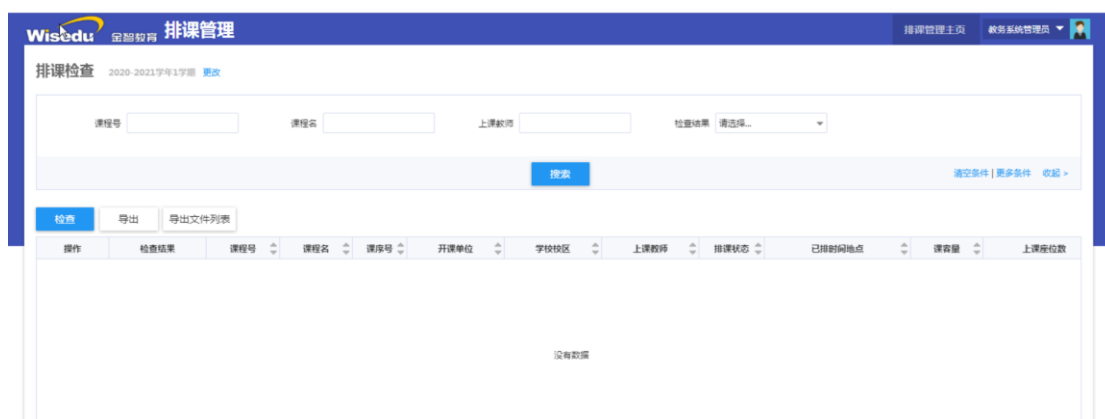 Wisedu 金智教育 排课管理 排课管理主页 教务系统管理员
排课检查 2020-2021学年1学期 更改
课程号 课程名 上课教师 检查结果 请选择...
搜索 清空条件 | 更多条件 收起 >
检查 导出 导出文件列表
操作 检查结果 课程号 课程名 课序号 开课单位 学校校区 上课教师 排课状态 已排时间地点 课容量 上课座位数
没有数据